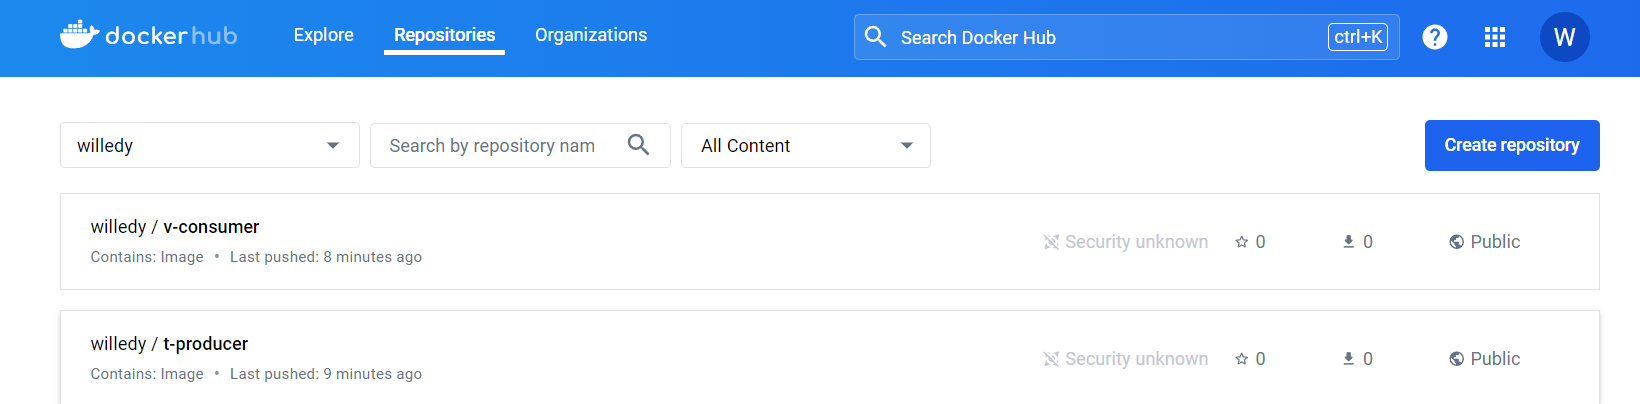 dockerhub Explore Repositories Organizations Search Docker Hub ctrl+K ? W
willedy Search by repository nam All Content Create repository
willedy / v-consumer
Security unknown 0 0 Public
Contains: Image • Last pushed: 8 minutes ago
willedy / t-producer
Security unknown 0 0 Public
Contains: Image • Last pushed: 9 minutes ago